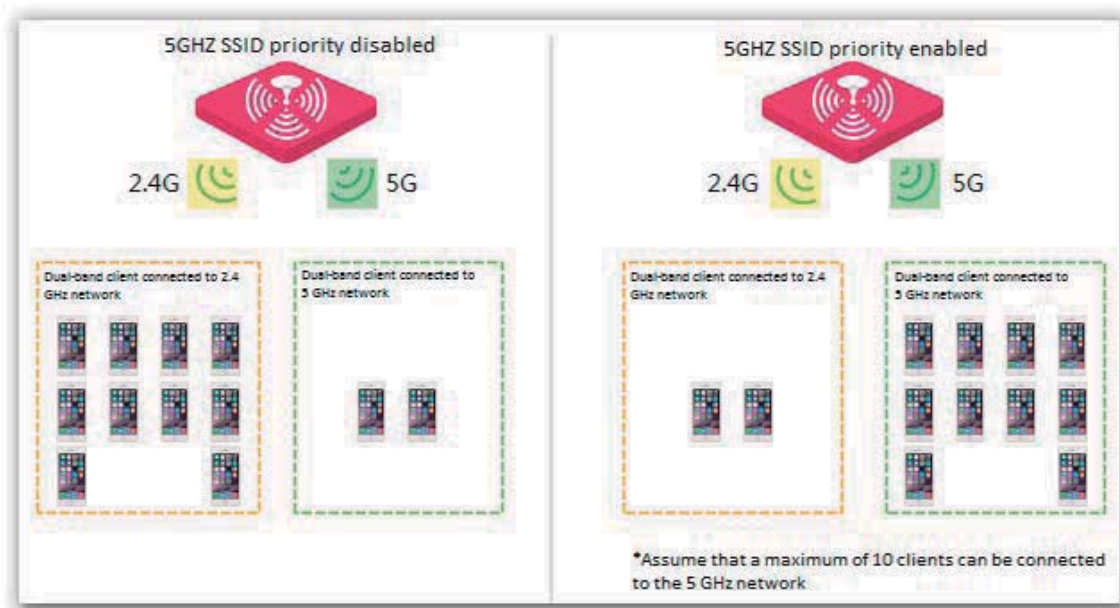 5GHZ SSID priority disabled
2.4G
5G
Dual-band client connected to 2.4
GHz network
Dual-band client connected to
5 GHz network
5GHZ SSID priority enabled
2.4G
5G
Dual-band client connected to 2.4
GHz network
Dual-band client connected to
5 GHz network
*Assume that a maximum of 10 clients can be connected
to the 5 GHz network